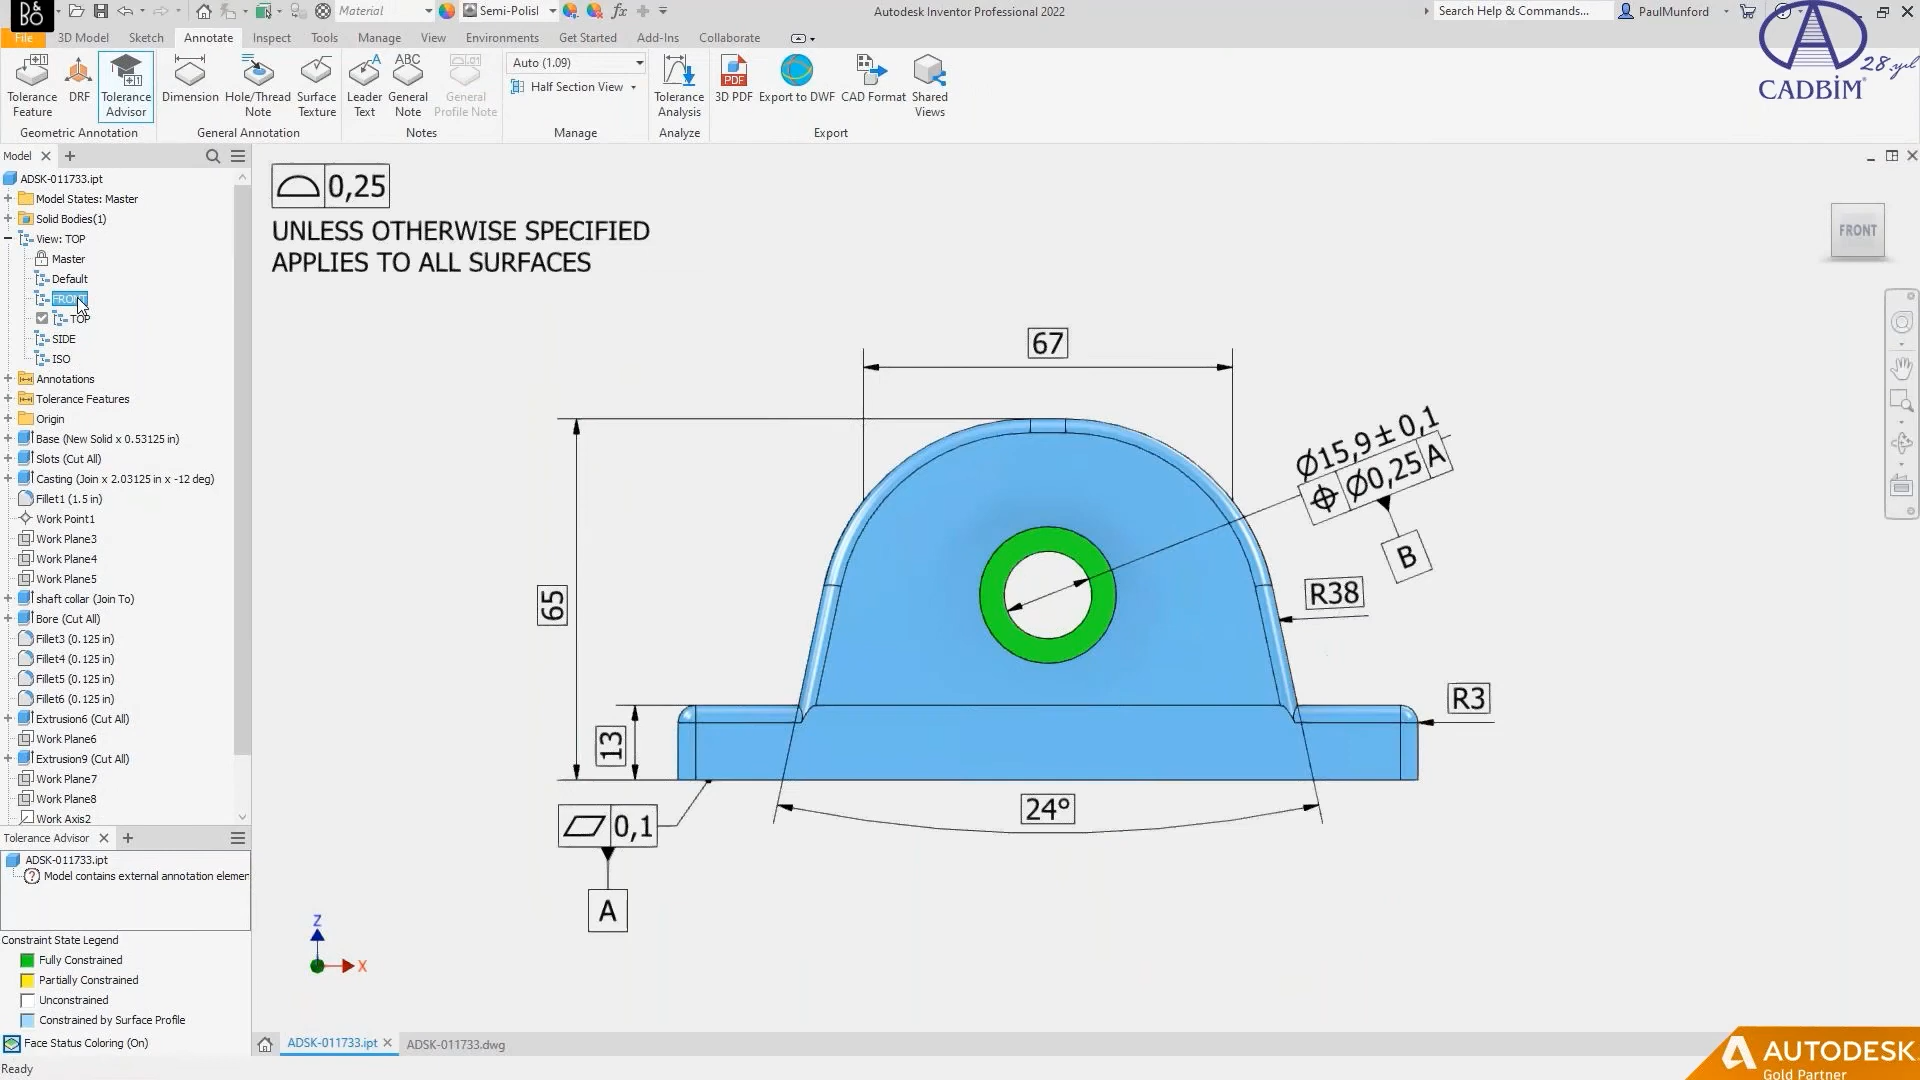 B&
BO
Material
Semi-Polisl
fx
Autodesk Inventor Professional 2022
Search Help & Commands...
PaulMunford
File
3D Model
Sketch
Annotate
Inspect
Tools
Manage
View
Environments
Get Started
Add-Ins
Collaborate
Tolerance
Feature
DRF
Tolerance
Advisor
Dimension
Hole/Thread
Note
Surface
Texture
Leader
Text
ABC
General
Note
General
Profile Note
Auto (1.09)
Half Section View
Tolerance
Analysis
PDF
3D PDF
Export to DWF
CAD Format
Shared
Views
Geometric Annotation
General Annotation
Notes
Manage
Analyze
Export
28.yıl
CADBİM
Model
ADSK-011733.ipt
Model States: Master
Solid Bodies(1)
View: TOP
Master
Default
FRONT
TOP
SIDE
ISO
Annotations
Tolerance Features
Origin
Base (New Solid x 0.53125 in)
Slots (Cut All)
Casting (Join x 2.03125 in x -12 deg)
Fillet1 (1.5 in)
Work Point1
Work Plane3
Work Plane4
Work Plane5
shaft collar (Join To)
Bore (Cut All)
Fillet3 (0.125 in)
Fillet4 (0.125 in)
Fillet5 (0.125 in)
Fillet6 (0.125 in)
Extrusion6 (Cut All)
Work Plane6
Extrusion9 (Cut All)
Work Plane7
Work Plane8
Work Axis2
Tolerance Advisor
ADSK-011733.ipt
Model contains external annotation elemer
Constraint State Legend
Fully Constrained
Partially Constrained
Unconstrained
Constrained by Surface Profile
Face Status Coloring (On)
Ready
⌓ 0,25
UNLESS OTHERWISE SPECIFIED
APPLIES TO ALL SURFACES
FRONT
67
Ø15,9 ± 0,1
⌖ Ø0,25 A
B
65
R38
R3
13
24°
⏥ 0,1
A
Z
X
ADSK-011733.ipt
ADSK-011733.dwg
AUTODESK
Gold Partner